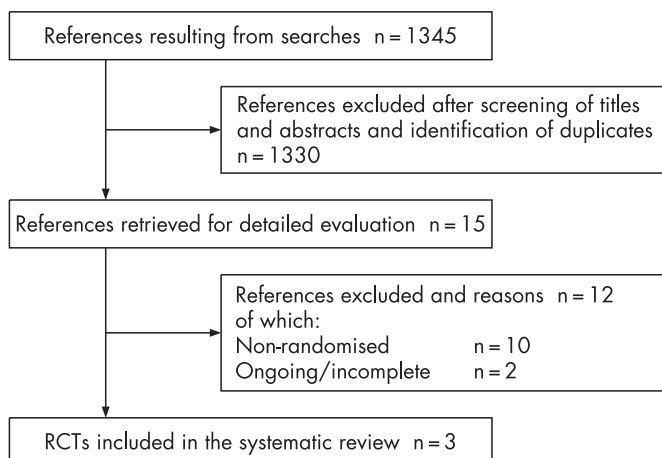 References resulting from searches n = 1345
References excluded after screening of titles
and abstracts and identification of duplicates
n = 1330
References retrieved for detailed evaluation n = 15
References excluded and reasons n = 12
of which:
Non-randomised n = 10
Ongoing/incomplete n = 2
RCTs included in the systematic review n = 3